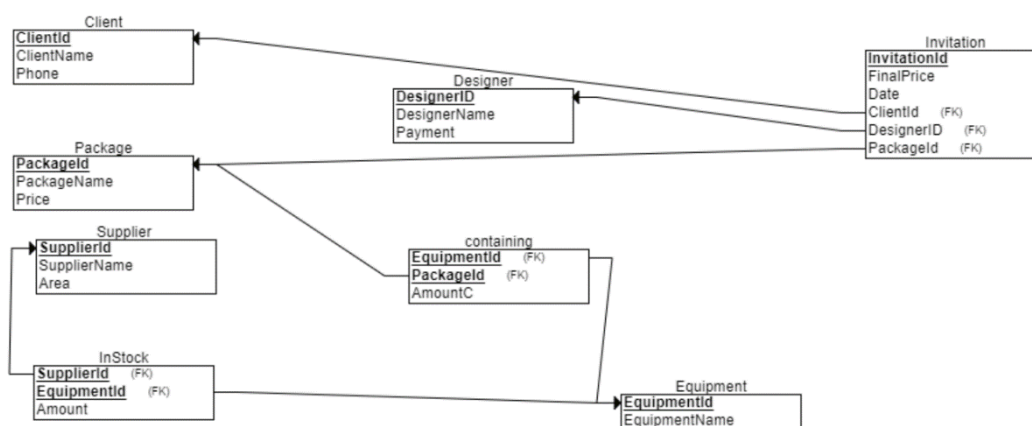 Client
ClientId
ClientName
Phone
Invitation
InvitationId
FinalPrice
Date
ClientId (FK)
DesignerID (FK)
PackageId (FK)
Designer
DesignerID
DesignerName
Payment
Package
PackageId
PackageName
Price
Supplier
SupplierId
SupplierName
Area
containing
EquipmentId (FK)
PackageId (FK)
AmountC
InStock
SupplierId (FK)
EquipmentId (FK)
Amount
Equipment
EquipmentId
EquipmentName